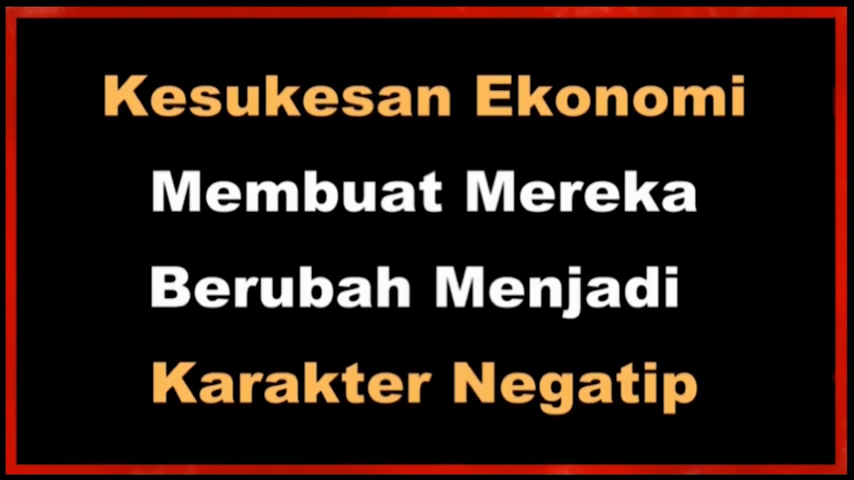 Kesukesan Ekonomi
Membuat Mereka
Berubah Menjadi
Karakter Negatip